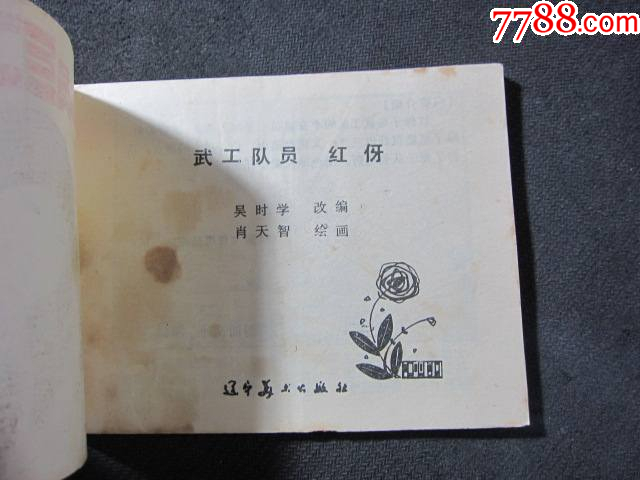 7788.com
武工队员 红伢
吴时学 改编
肖天智 绘画
辽宁美术出版社